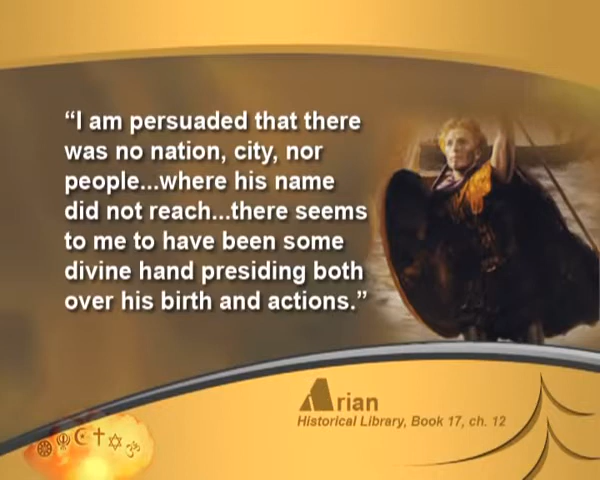 “I am persuaded that there
was no nation, city, nor
people...where his name
did not reach...there seems
to me to have been some
divine hand presiding both
over his birth and actions.”
Arian
Historical Library, Book 17, ch. 12